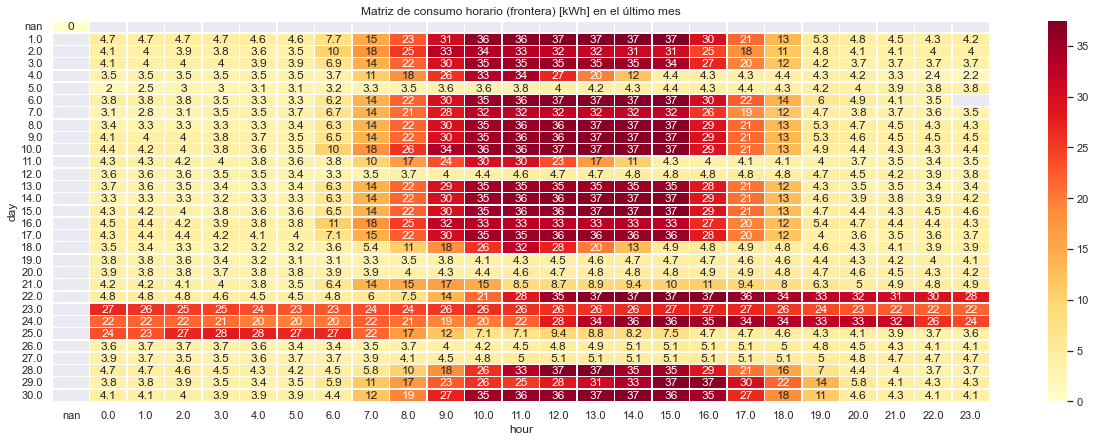 Matriz de consumo horario (frontera) [kWh] en el último mes
nan 0
1.0 4.7 4.7 4.7 4.7 4.6 4.6 7.7 15 23 31 36 36 37 37 37 37 30 21 13 5.3 4.8 4.5 4.3 4.2
2.0 4.1 4 3.9 3.8 3.6 3.5 10 18 25 33 34 33 32 32 31 31 25 18 11 4.8 4.1 4.1 4 4
3.0 4.1 4 4 4 3.9 3.9 6.9 14 22 30 35 35 35 35 35 34 27 20 12 4.2 3.7 3.7 3.7 3.7
4.0 3.5 3.5 3.5 3.5 3.5 3.5 3.7 11 18 26 33 34 27 20 12 4.4 4.3 4.3 4.4 4.3 4.2 3.3 2.4 2.2
5.0 2 2.5 3 3 3.1 3.1 3.2 3.3 3.5 3.6 3.6 3.8 4 4.2 4.3 4.4 4.3 4.4 4.3 4.2 4 3.9 3.8 3.8
6.0 3.8 3.8 3.8 3.5 3.3 3.3 6.2 14 22 30 35 36 37 37 37 37 30 22 14 6 4.9 4.1 3.5
7.0 3.1 2.8 3.1 3.5 3.5 3.7 6.7 14 21 28 32 32 32 32 32 32 26 19 12 4.7 3.8 3.7 3.6 3.5
8.0 3.4 3.3 3.3 3.3 3.3 3.4 6.3 14 22 30 35 36 36 37 37 37 29 21 13 5.3 4.7 4.5 4.3 4.3
9.0 4.1 4 4 3.8 3.7 3.5 6.5 14 22 30 35 36 36 37 37 37 29 21 13 5.3 4.6 4.5 4.5 4.5
10.0 4.4 4.2 4 3.8 3.6 3.5 10 18 26 34 36 36 37 37 37 37 29 21 13 4.9 4.4 4.3 4.3 4.4
11.0 4.3 4.3 4.2 4 3.8 3.6 3.8 10 17 24 30 30 23 17 11 4.3 4 4.1 4.1 4 3.7 3.5 3.4 3.5
12.0 3.6 3.6 3.6 3.5 3.5 3.4 3.3 3.5 3.7 4 4.4 4.6 4.7 4.7 4.8 4.8 4.8 4.8 4.8 4.7 4.5 4.2 3.9 3.8
13.0 3.7 3.6 3.5 3.4 3.3 3.4 6.3 14 22 29 35 35 35 35 35 35 28 21 12 4.3 3.5 3.5 3.4 3.4
14.0 3.3 3.3 3.3 3.2 3.3 3.3 6.3 14 22 30 35 36 36 37 37 37 29 21 12 4.6 3.9 3.8 3.9 4.2
15.0 4.3 4.2 4 3.8 3.6 3.6 6.5 14 22 30 35 36 36 37 37 37 29 21 13 4.7 4.4 4.3 4.5 4.6
16.0 4.5 4.4 4.2 3.9 3.8 3.8 11 18 25 32 33 33 33 33 33 33 27 20 12 5.4 4.7 4.4 4.4 4.3
17.0 4.3 4.4 4.4 4.2 4.1 4 7.1 15 22 30 35 35 36 36 36 36 28 20 12 4 3.6 3.5 3.6 3.7
18.0 3.5 3.4 3.3 3.2 3.2 3.2 3.6 5.4 11 18 26 32 28 20 13 4.9 4.8 4.9 4.8 4.6 4.3 4.1 3.9 3.9
19.0 3.8 3.8 3.6 3.4 3.2 3.1 3.1 3.3 3.5 3.8 4.1 4.3 4.5 4.6 4.7 4.7 4.7 4.6 4.6 4.4 4.3 4.2 4 4.1
20.0 3.9 3.8 3.8 3.7 3.8 3.8 3.9 3.9 4 4.3 4.4 4.6 4.7 4.8 4.8 4.8 4.9 4.9 4.8 4.7 4.6 4.5 4.3 4.2
21.0 4.2 4.2 4.1 4 3.8 3.5 6.4 14 15 17 15 8.5 8.7 8.9 9.4 10 11 9.4 8 6.3 5 4.9 4.8 4.9
22.0 4.8 4.8 4.8 4.6 4.5 4.5 4.8 6 7.5 14 21 28 35 37 37 37 37 36 34 33 32 31 30 28
23.0 27 26 25 25 24 23 23 24 24 26 26 26 26 26 26 27 27 27 26 24 23 22 22 22
24.0 22 22 22 21 20 20 20 22 21 19 20 22 28 34 36 36 35 34 34 33 33 32 26 24
25.0 24 23 27 28 28 27 27 22 17 12 7.1 7.1 9.4 8.8 8.2 7.5 4.7 4.7 4.6 4.3 4.1 3.9 3.7 3.6
26.0 3.6 3.7 3.7 3.7 3.6 3.4 3.4 3.5 3.7 4 4.2 4.5 4.8 4.9 5.1 5.1 5.1 5.1 5 4.8 4.5 4.3 4.1 4.1
27.0 3.9 3.7 3.5 3.5 3.6 3.7 3.7 3.9 4.1 4.5 4.8 5 5.1 5.1 5.1 5.1 5.1 5.1 5.1 5 4.8 4.7 4.7 4.7
28.0 4.7 4.7 4.6 4.5 4.3 4.2 4.5 5.8 10 18 26 33 37 37 35 35 29 21 16 7 4.4 4 3.7 3.7
29.0 3.8 3.8 3.9 3.5 3.4 3.5 5.9 11 17 23 26 25 28 31 33 37 37 30 22 14 5.8 4.1 4.3 4.3
30.0 4.1 4.1 4 3.9 3.9 3.9 4.4 12 19 27 35 36 36 37 37 37 36 35 27 18 11 4.6 4.3 4.1 4.1
nan 0.0 1.0 2.0 3.0 4.0 5.0 6.0 7.0 8.0 9.0 10.0 11.0 12.0 13.0 14.0 15.0 16.0 17.0 18.0 19.0 20.0 21.0 22.0 23.0
hour
day
35
30
25
20
15
10
5
0